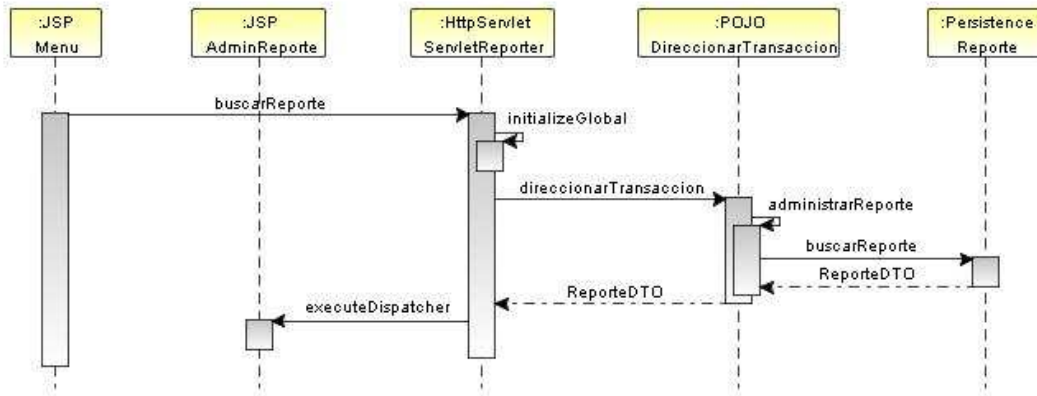 :JSP
Menu
:JSP
AdminReporte
:HttpServlet
ServletReporter
:POJO
DireccionarTransaccion
:Persistence
Reporte
buscarReporte
initializeGlobal
direccionarTransaccion
administrarReporte
buscarReporte
ReporteDTO
ReporteDTO
executeDispatcher